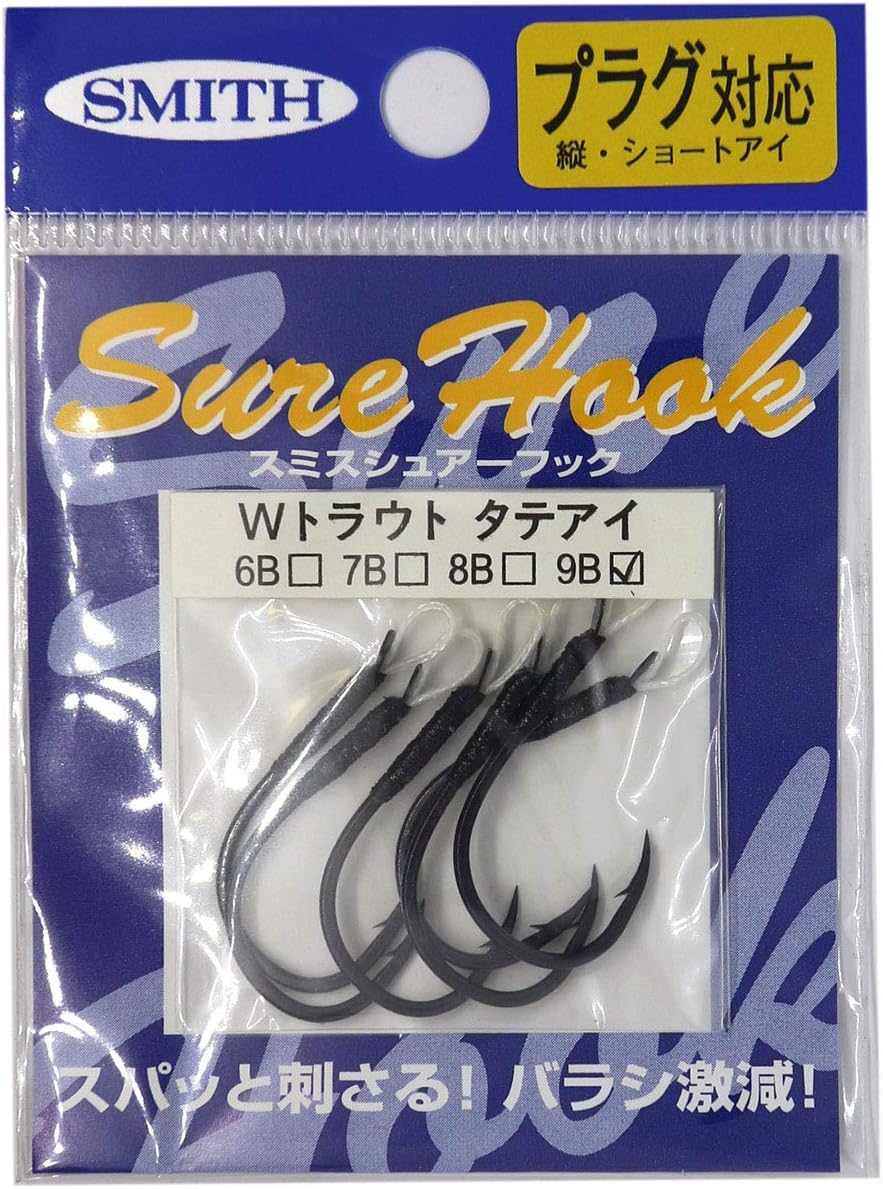 SMITH
プラグ対応
縦・ショートアイ
Sure Hook
スミスシュアーフック
Wトラウト タテアイ
6B□ 7B□ 8B□ 9B☑
スパッと刺さる! バラシ激減!